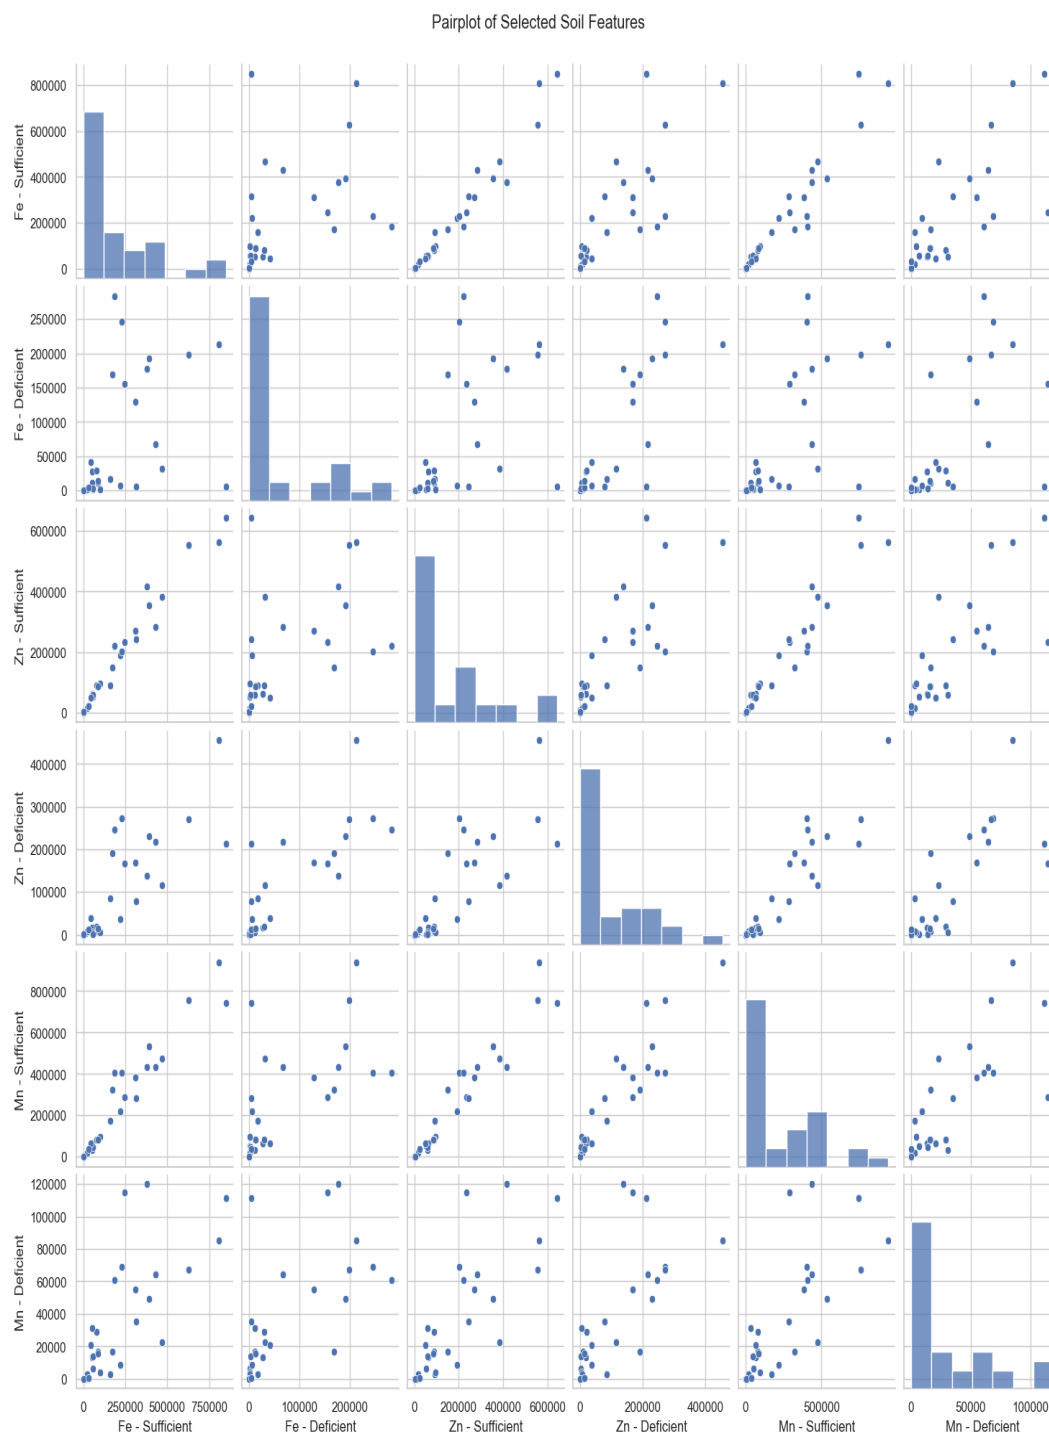 Pairplot of Selected Soil Features
800000
600000
400000
200000
0
Fe - Sufficient
250000
200000
150000
100000
50000
0
Fe - Deficient
600000
400000
200000
0
Zn - Sufficient
400000
300000
200000
100000
0
Zn - Deficient
800000
600000
400000
200000
0
Mn - Sufficient
120000
100000
80000
60000
40000
20000
0
Mn - Deficient
0 250000 500000 750000
0 100000 200000
0 200000 400000 600000
0 200000 400000
0 500000
0 50000 100000
Fe - Sufficient
Fe - Deficient
Zn - Sufficient
Zn - Deficient
Mn - Sufficient
Mn - Deficient